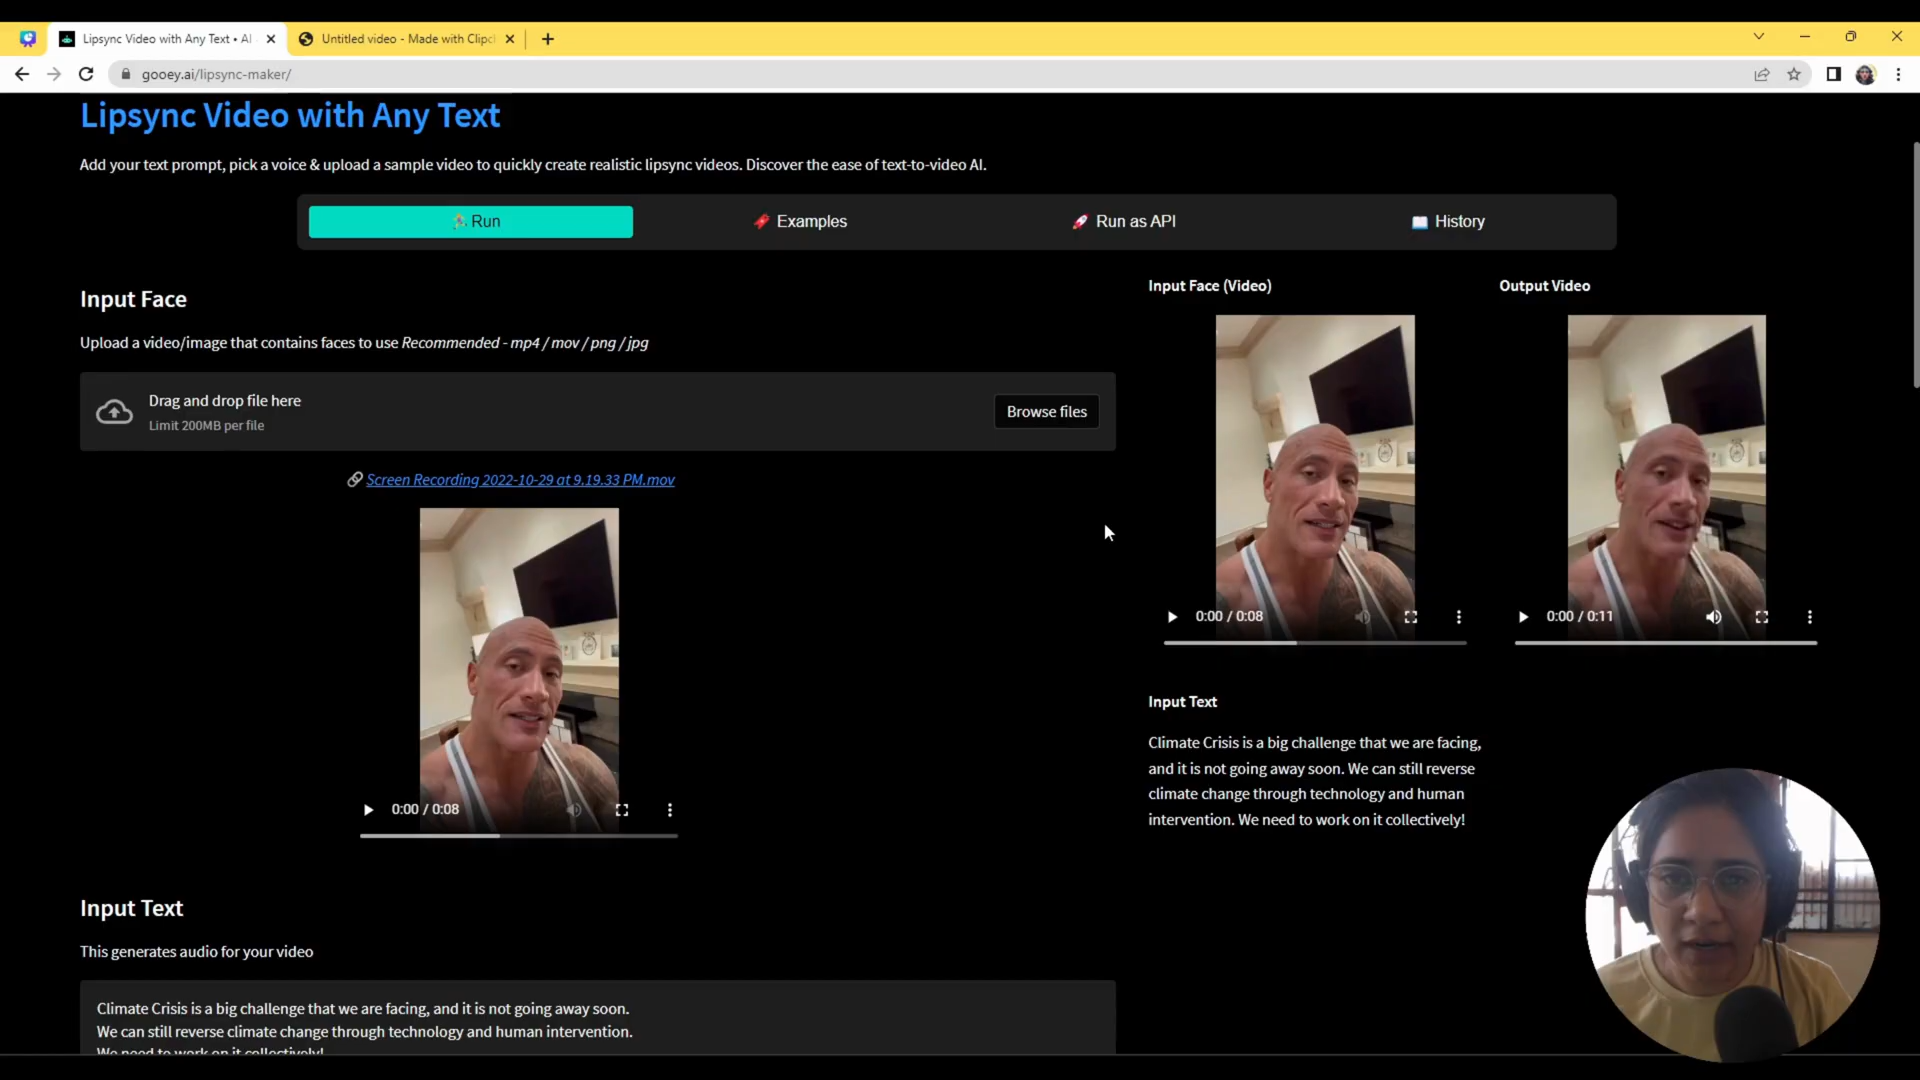 Lipsync Video with Any Text • AI
Untitled video - Made with Clipc
gooey.ai/lipsync-maker/
Lipsync Video with Any Text
Add your text prompt, pick a voice & upload a sample video to quickly create realistic lipsync videos. Discover the ease of text-to-video AI.
Run
Examples
Run as API
History
Input Face
Upload a video/image that contains faces to use Recommended - mp4 / mov / png / jpg
Drag and drop file here
Limit 200MB per file
Browse files
Screen Recording 2022-10-29 at 9.19.33 PM.mov
0:00 / 0:08
Input Text
This generates audio for your video
Climate Crisis is a big challenge that we are facing, and it is not going away soon.
We can still reverse climate change through technology and human intervention.
We need to work on it collectively!
Input Face (Video)
Output Video
0:00 / 0:08
0:00 / 0:11
Input Text
Climate Crisis is a big challenge that we are facing,
and it is not going away soon. We can still reverse
climate change through technology and human
intervention. We need to work on it collectively!